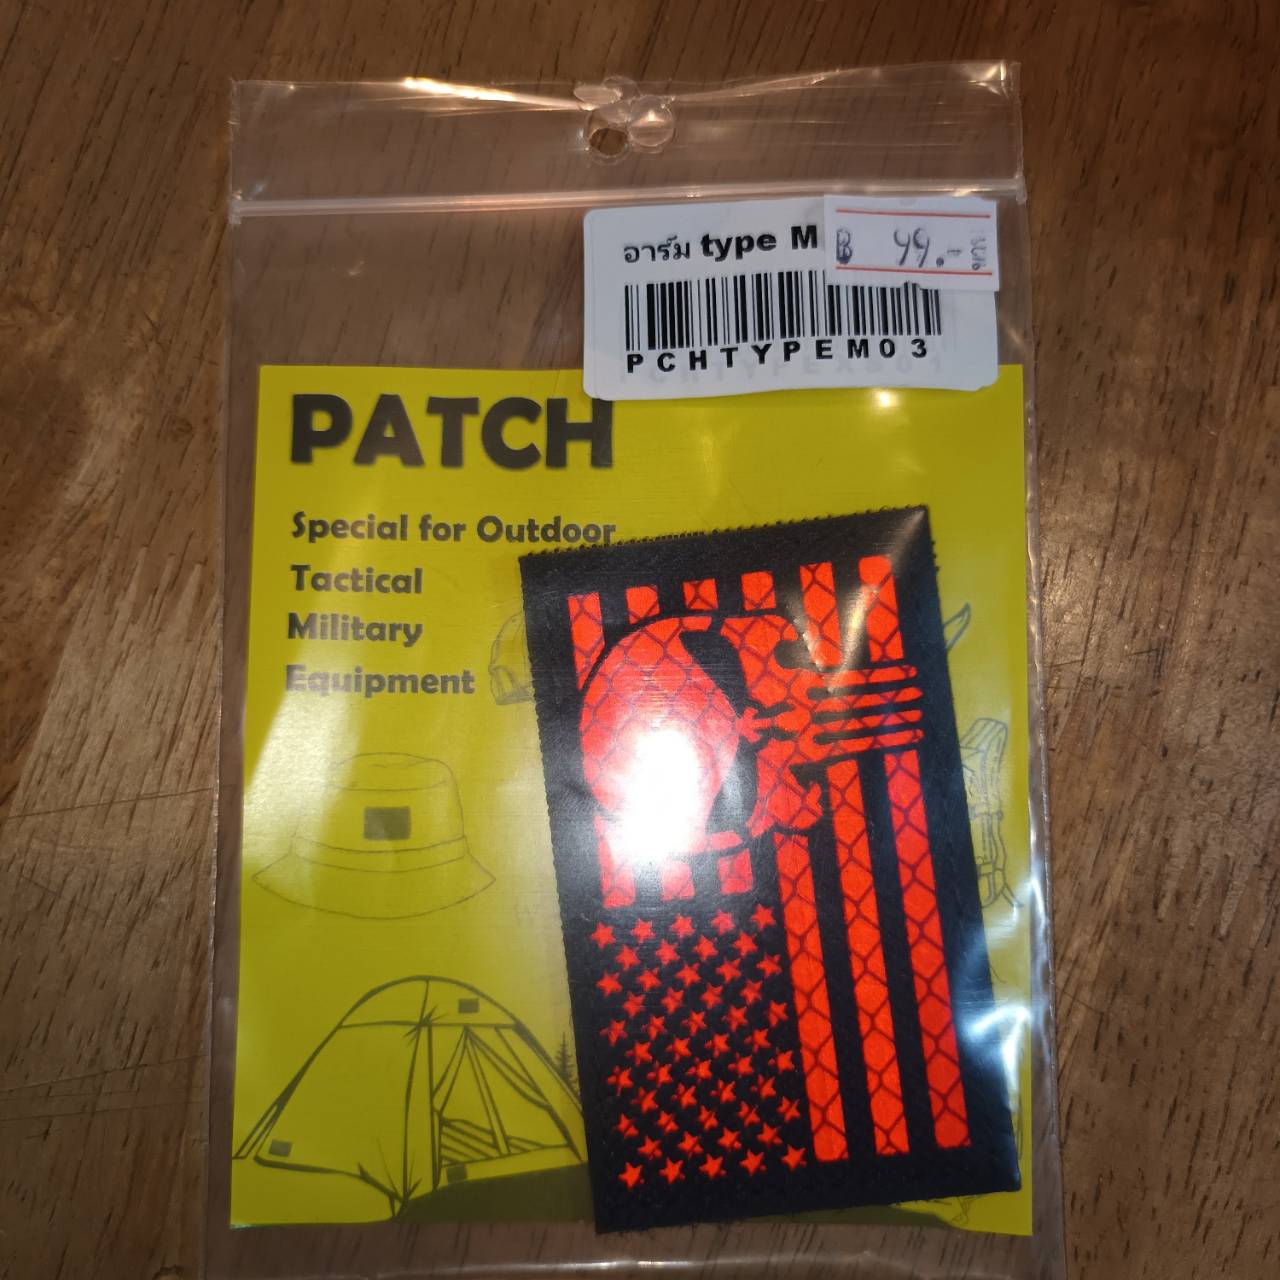 อาร์ม type M
฿ 99.-
PCHTYPEM03
PATCH
Special for Outdoor
Tactical
Military
Equipment